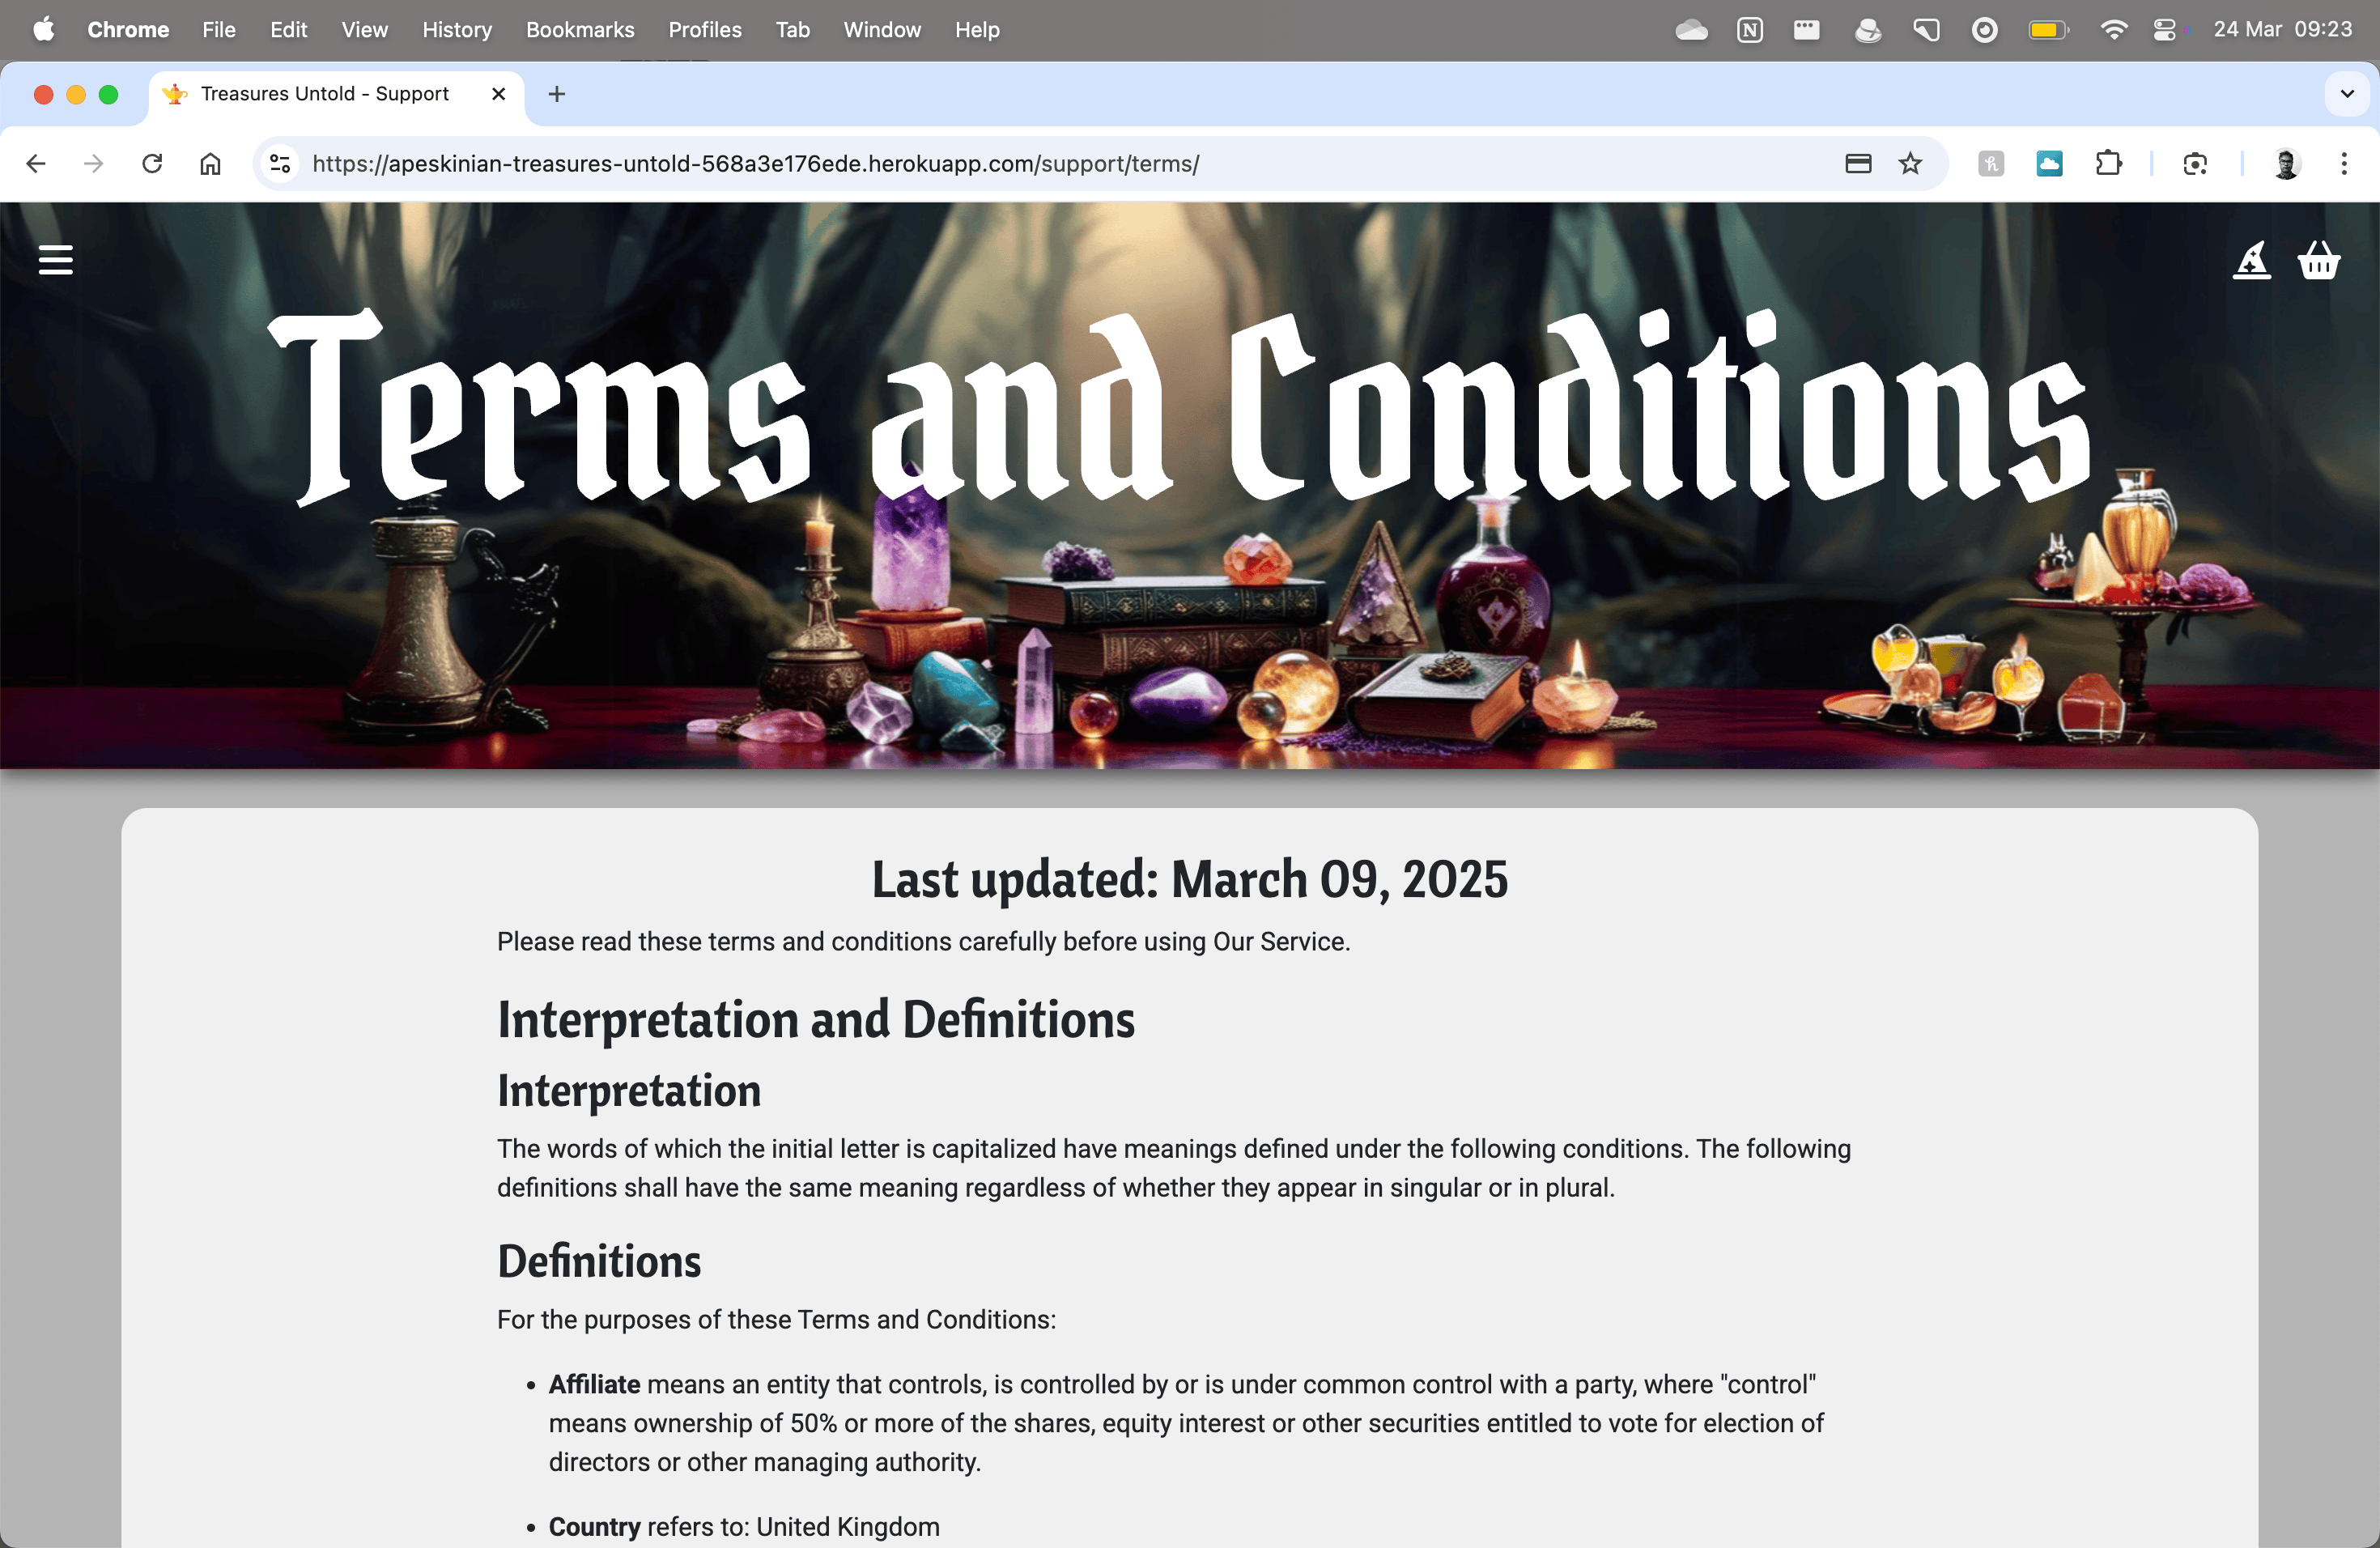 Chrome File Edit View History Bookmarks Profiles Tab Window Help 24 Mar 09:23
Treasures Untold - Support
https://apeskinian-treasures-untold-568a3e176ede.herokuapp.com/support/terms/
Terms and Conditions
Last updated: March 09, 2025
Please read these terms and conditions carefully before using Our Service.
Interpretation and Definitions
Interpretation
The words of which the initial letter is capitalized have meanings defined under the following conditions. The following
definitions shall have the same meaning regardless of whether they appear in singular or in plural.
Definitions
For the purposes of these Terms and Conditions:
• Affiliate means an entity that controls, is controlled by or is under common control with a party, where "control"
means ownership of 50% or more of the shares, equity interest or other securities entitled to vote for election of
directors or other managing authority.
• Country refers to: United Kingdom